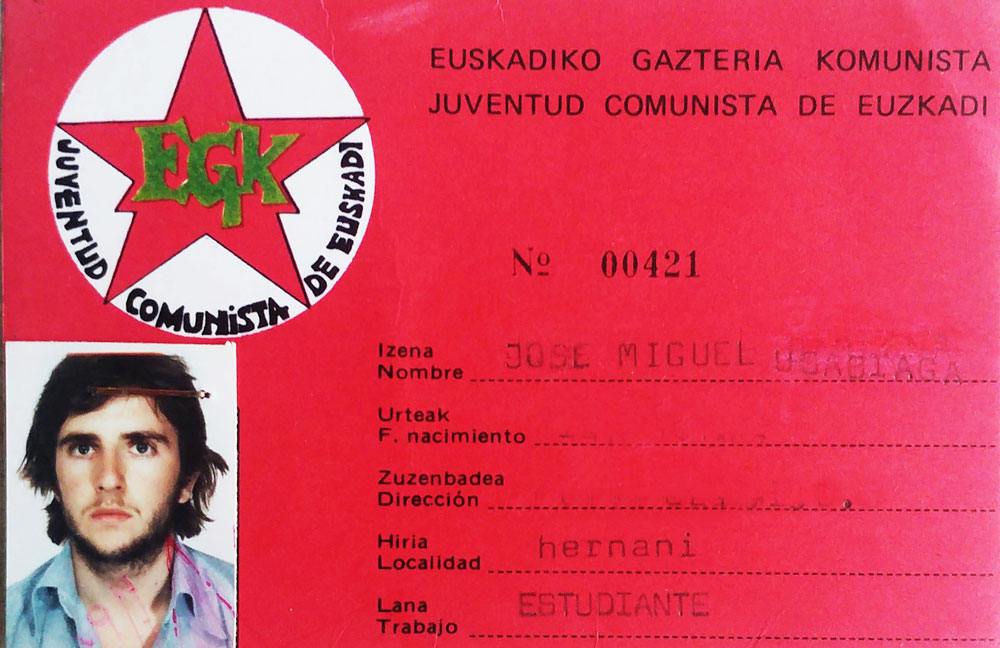 EGK
JUVENTUD COMUNISTA DE EUSKADI
EUSKADIKO GAZTERIA KOMUNISTA
JUVENTUD COMUNISTA DE EUZKADI
Nº 00421
Izena
Nombre JOSE MIGUEL UGABIAGA
Urteak
F. nacimiento
Zuzenbadea
Dirección
Hiria
Localidad hernani
Lana
Trabajo ESTUDIANTE